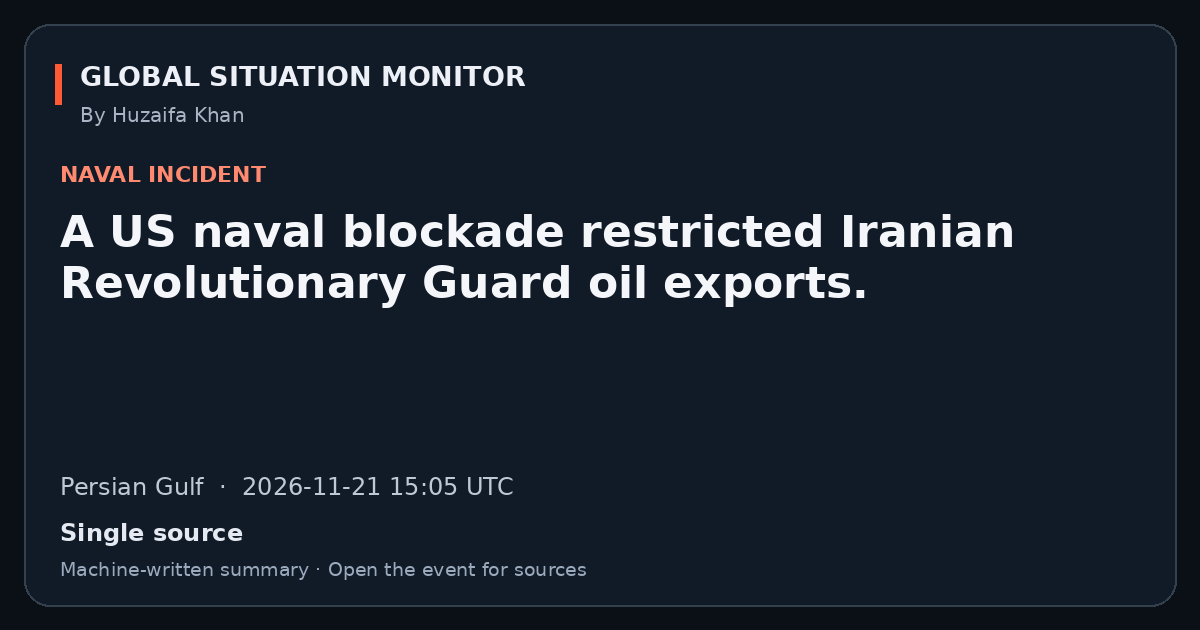 GLOBAL SITUATION MONITOR
By Huzaifa Khan
NAVAL INCIDENT
A US naval blockade restricted Iranian
Revolutionary Guard oil exports.
Persian Gulf · 2026-11-21 15:05 UTC
Single source
Machine-written summary · Open the event for sources